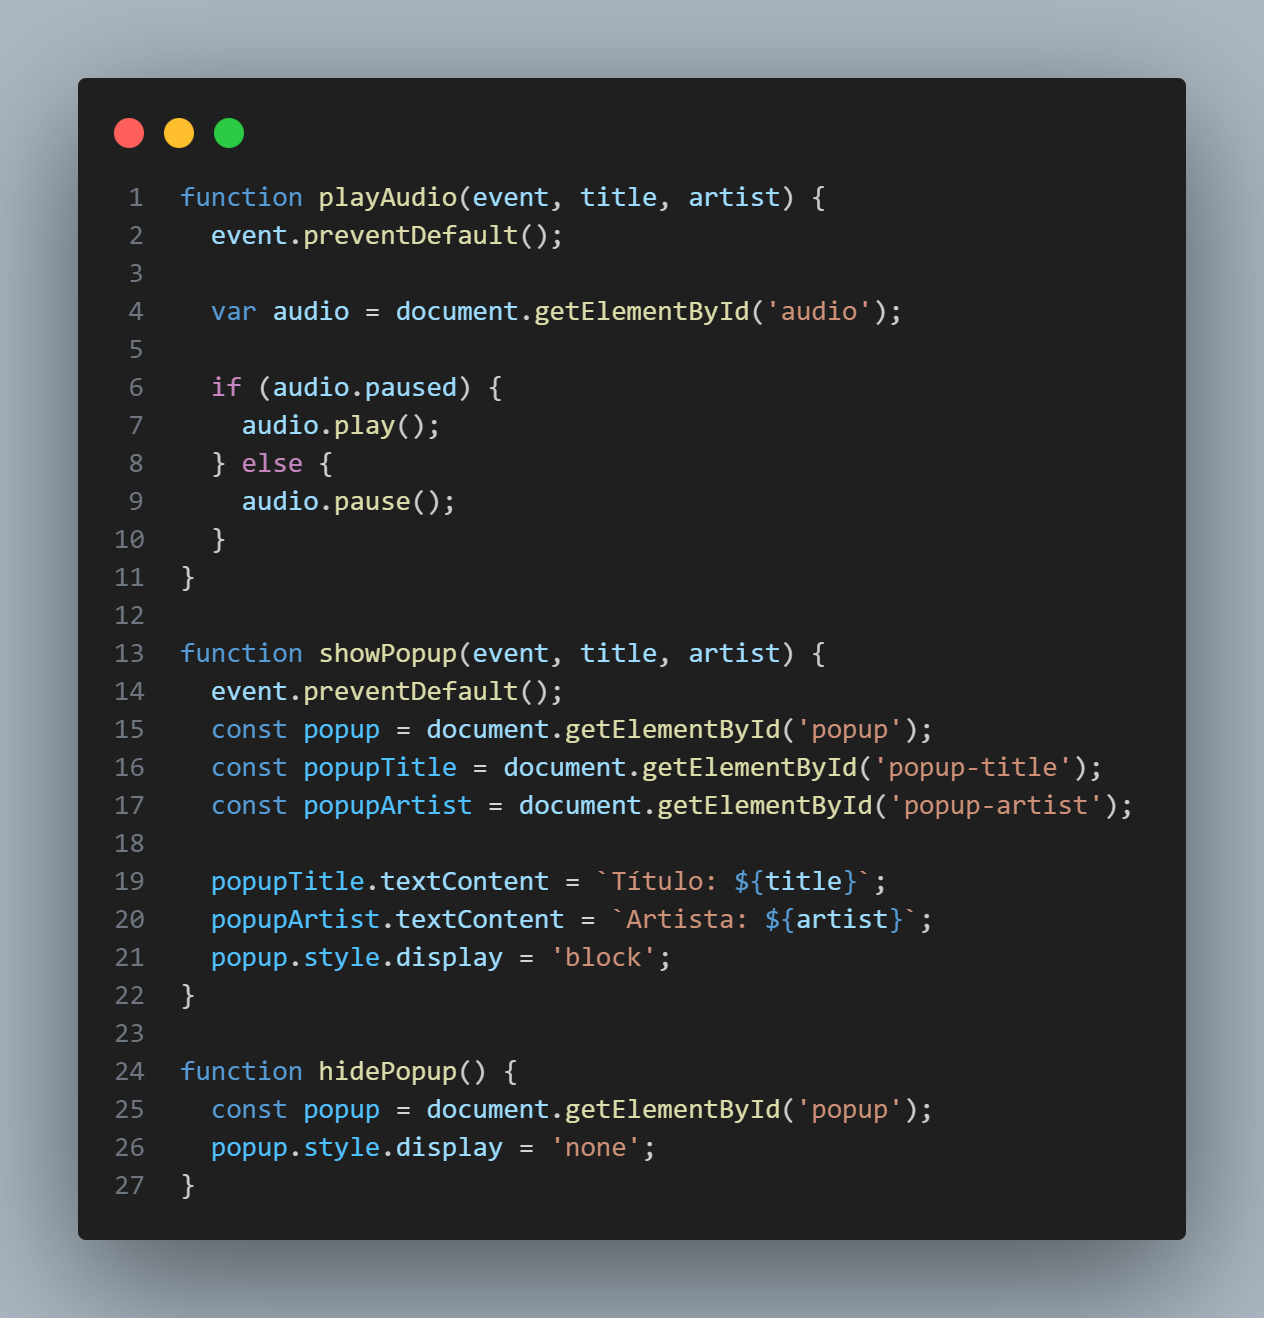 1 function playAudio(event, title, artist) {
2   event.preventDefault();
3
4   var audio = document.getElementById('audio');
5
6   if (audio.paused) {
7     audio.play();
8   } else {
9     audio.pause();
10   }
11 }
12
13 function showPopup(event, title, artist) {
14   event.preventDefault();
15   const popup = document.getElementById('popup');
16   const popupTitle = document.getElementById('popup-title');
17   const popupArtist = document.getElementById('popup-artist');
18
19   popupTitle.textContent = `Título: ${title}`;
20   popupArtist.textContent = `Artista: ${artist}`;
21   popup.style.display = 'block';
22 }
23
24 function hidePopup() {
25   const popup = document.getElementById('popup');
26   popup.style.display = 'none';
27 }